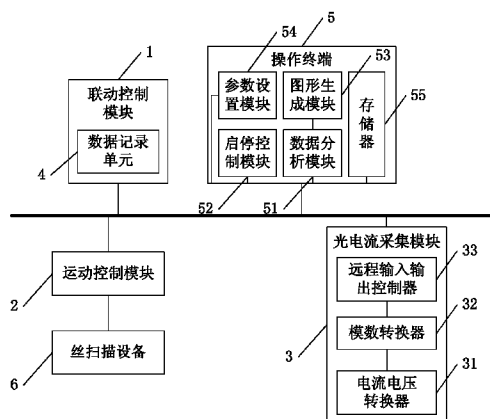 5
54
操作终端
53
1
参数设
置模块
图形生
成模块
55
联动控制
模块
存
储
器
4
数据记录
单元
启停控
制模块
数据分
析模块
52
51
光电流采集模块
33
远程输入输
出控制器
运动控制模块
2
32
模数转换器
3
丝扫描设备
6
31
电流电压
转换器